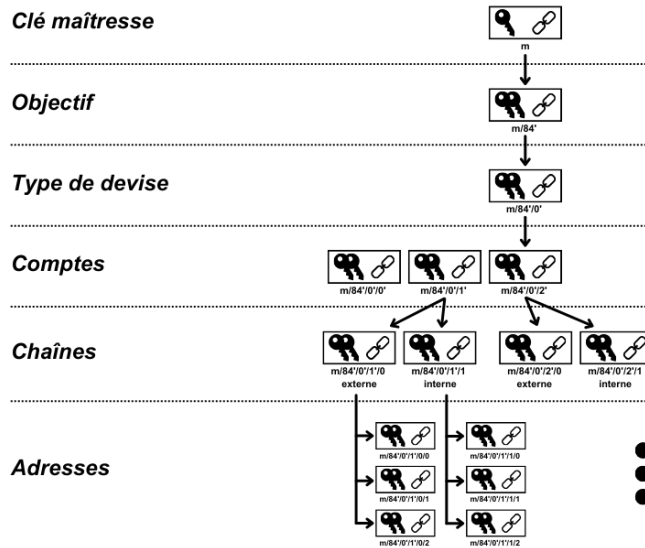 Clé maîtresse
m
Objectif
m/84'
Type de devise
m/84'/0'
Comptes
m/84'/0'/0' m/84'/0'/1' m/84'/0'/2'
Chaînes
m/84'/0'/1'/0 m/84'/0'/1'/1 m/84'/0'/2'/0 m/84'/0'/2'/1
externe interne externe interne
Adresses
m/84'/0'/1'/0/0 m/84'/0'/1'/1/0
m/84'/0'/1'/0/1 m/84'/0'/1'/1/1
m/84'/0'/1'/0/2 m/84'/0'/1'/1/2